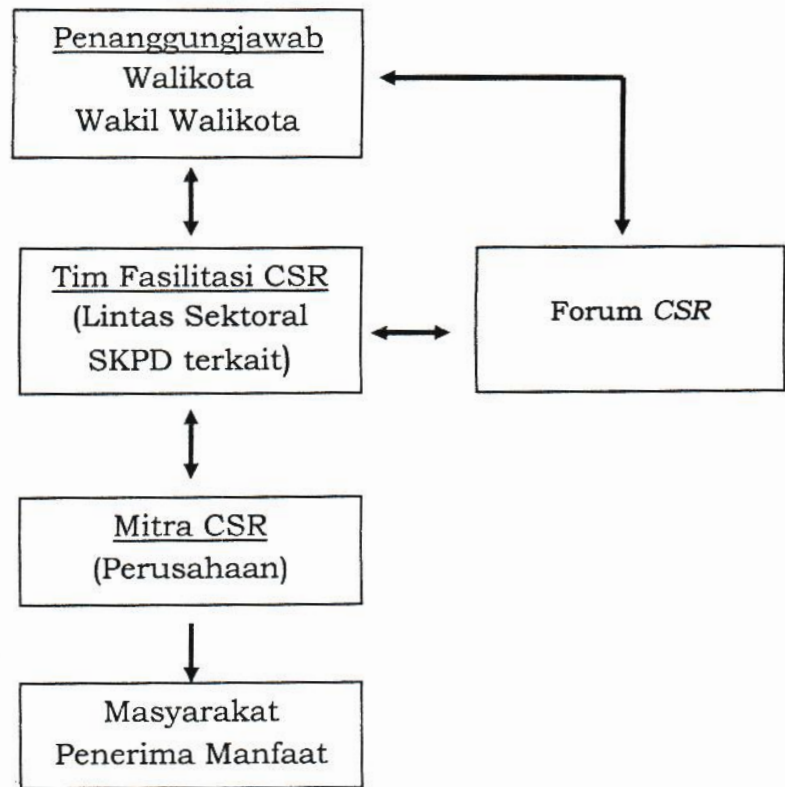 Penanggungjawab
Walikota
Wakil Walikota
Tim Fasilitasi CSR
(Lintas Sektoral
SKPD terkait)
Forum CSR
Mitra CSR
(Perusahaan)
Masyarakat
Penerima Manfaat